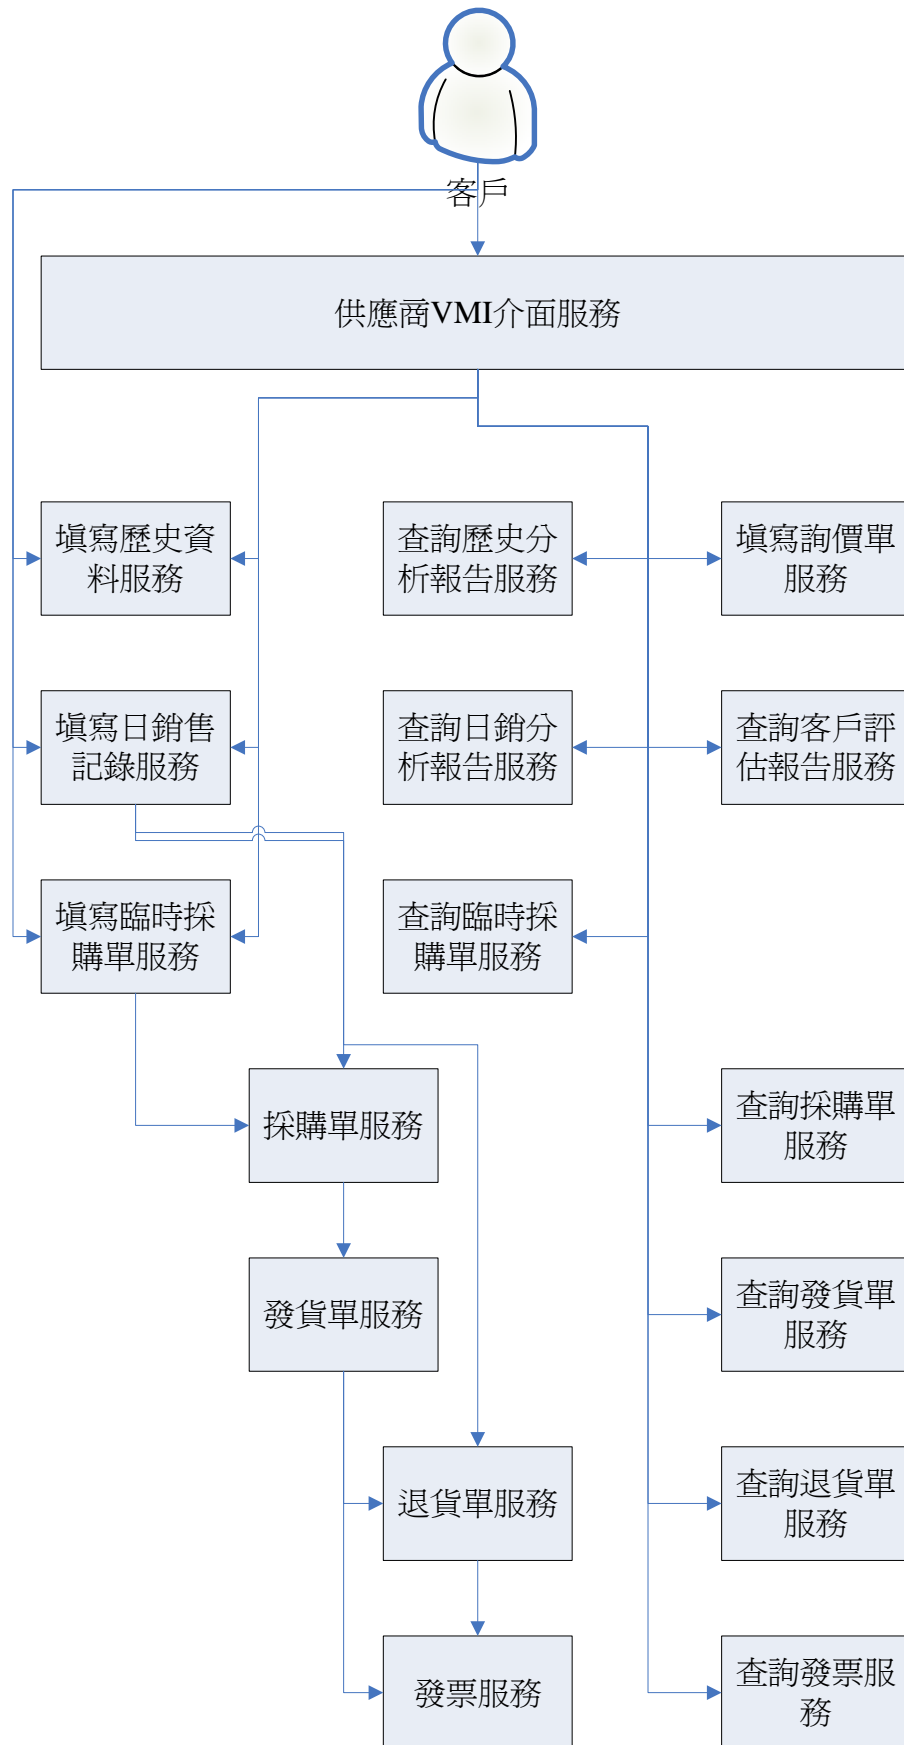 客戶
供應商VMI介面服務
填寫歷史資
料服務
查詢歷史分
析報告服務
填寫詢價單
服務
填寫日銷售
記錄服務
查詢日銷分
析報告服務
查詢客戶評
估報告服務
填寫臨時採
購單服務
查詢臨時採
購單服務
採購單服務
查詢採購單
服務
發貨單服務
查詢發貨單
服務
退貨單服務
查詢退貨單
服務
發票服務
查詢發票服
務